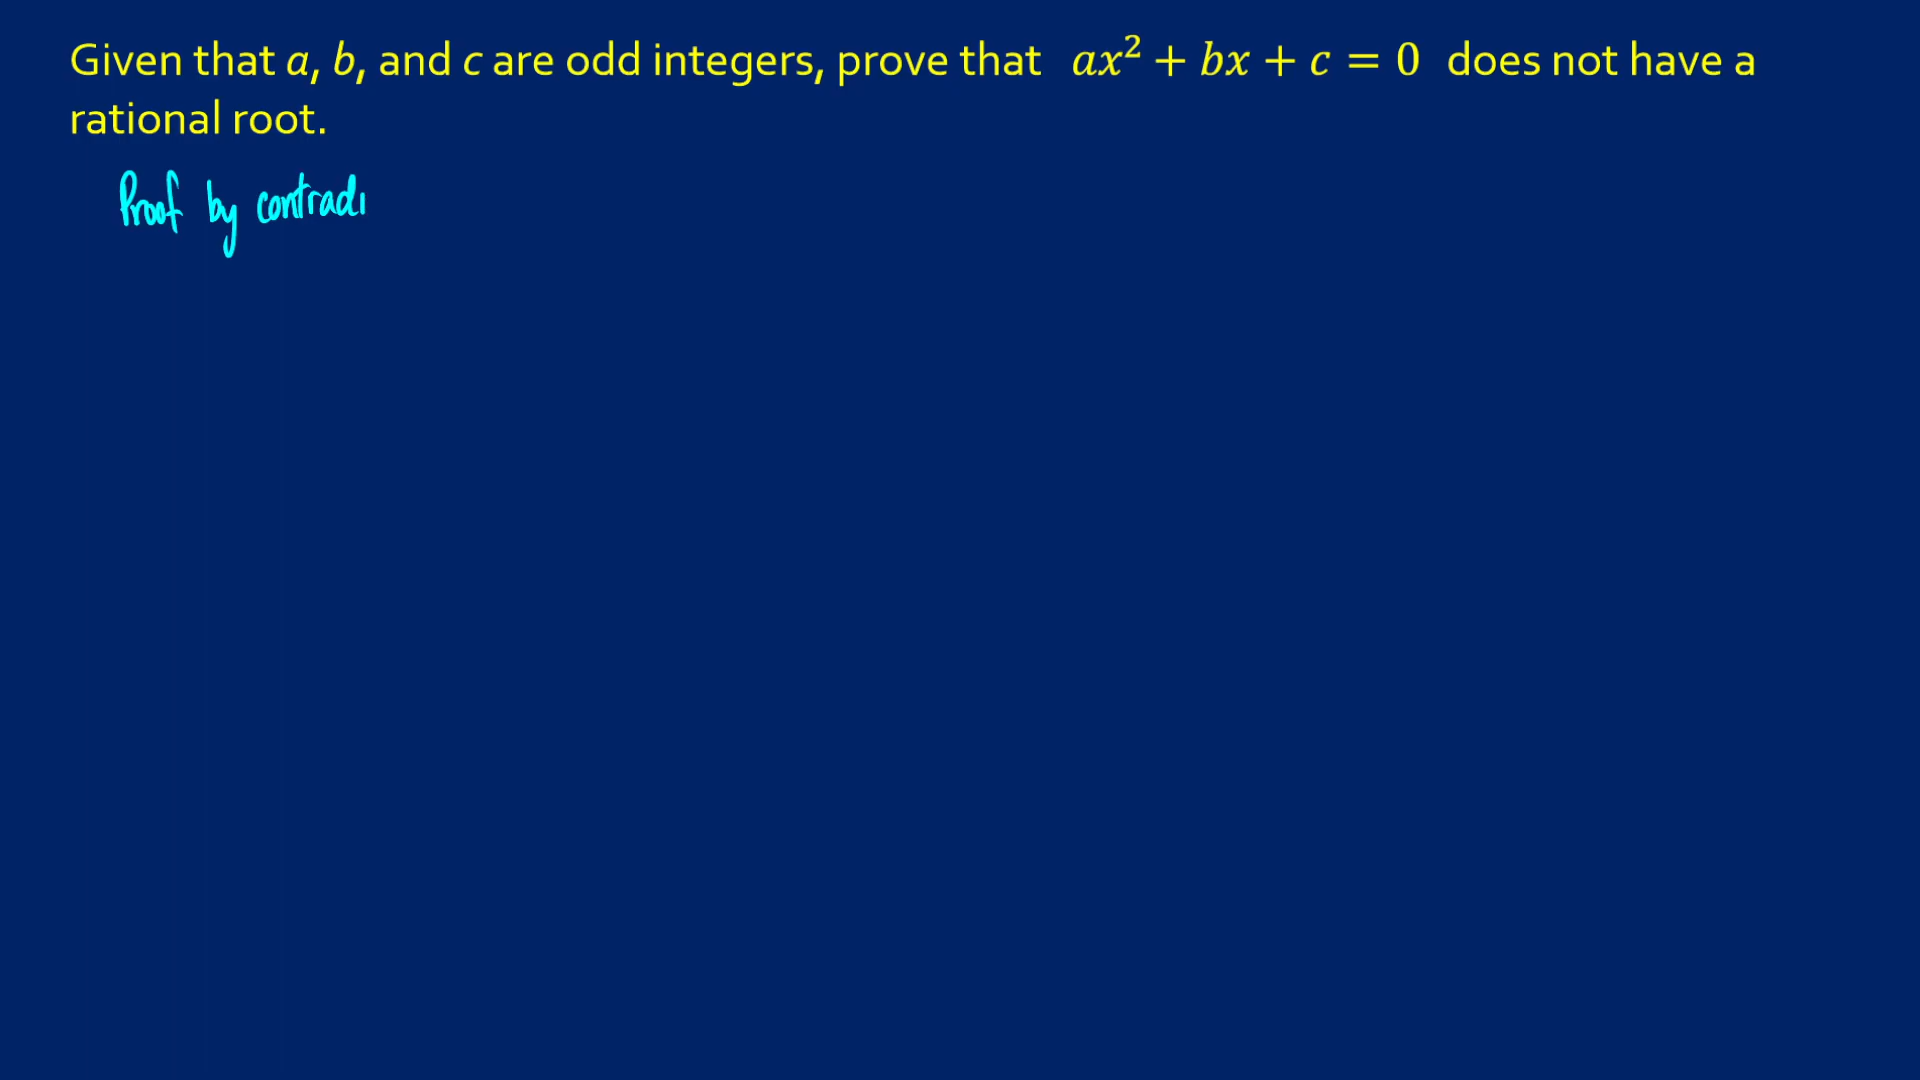 Given that a, b, and c are odd integers, prove that ax² + bx + c = 0 does not have a
rational root.
Proof by contradi